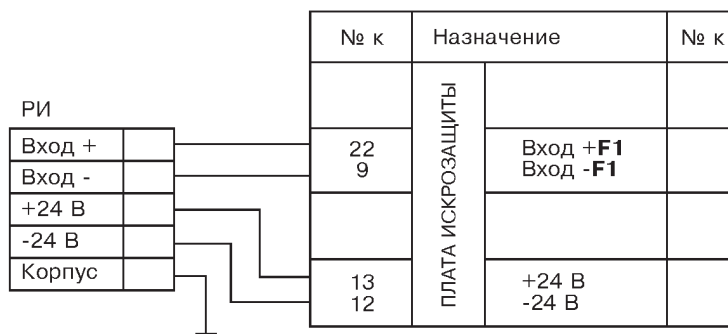 № к Назначение № к
РИ
Вход +
Вход -
+24 В
-24 В
Корпус
ПЛАТА ИСКРОЗАЩИТЫ
22 Вход +F1
9 Вход -F1
13 +24 В
12 -24 В